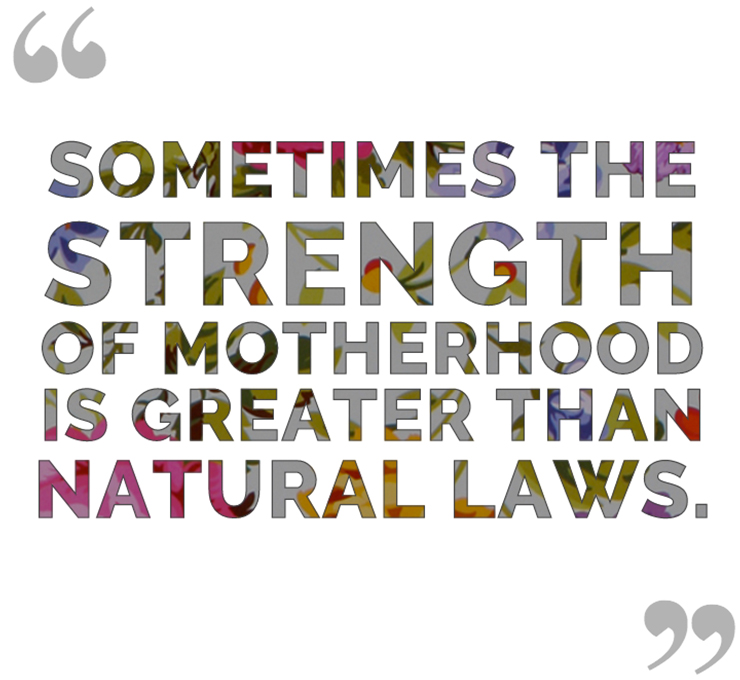 “
SOMETIMES THE
STRENGTH
OF MOTHERHOOD
IS GREATER THAN
NATURAL LAWS.
”